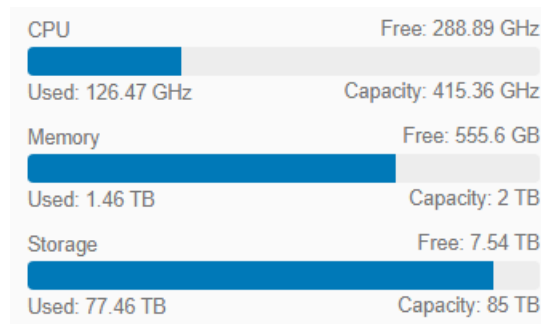 CPU Free: 288.89 GHz
Used: 126.47 GHz Capacity: 415.36 GHz
Memory Free: 555.6 GB
Used: 1.46 TB Capacity: 2 TB
Storage Free: 7.54 TB
Used: 77.46 TB Capacity: 85 TB